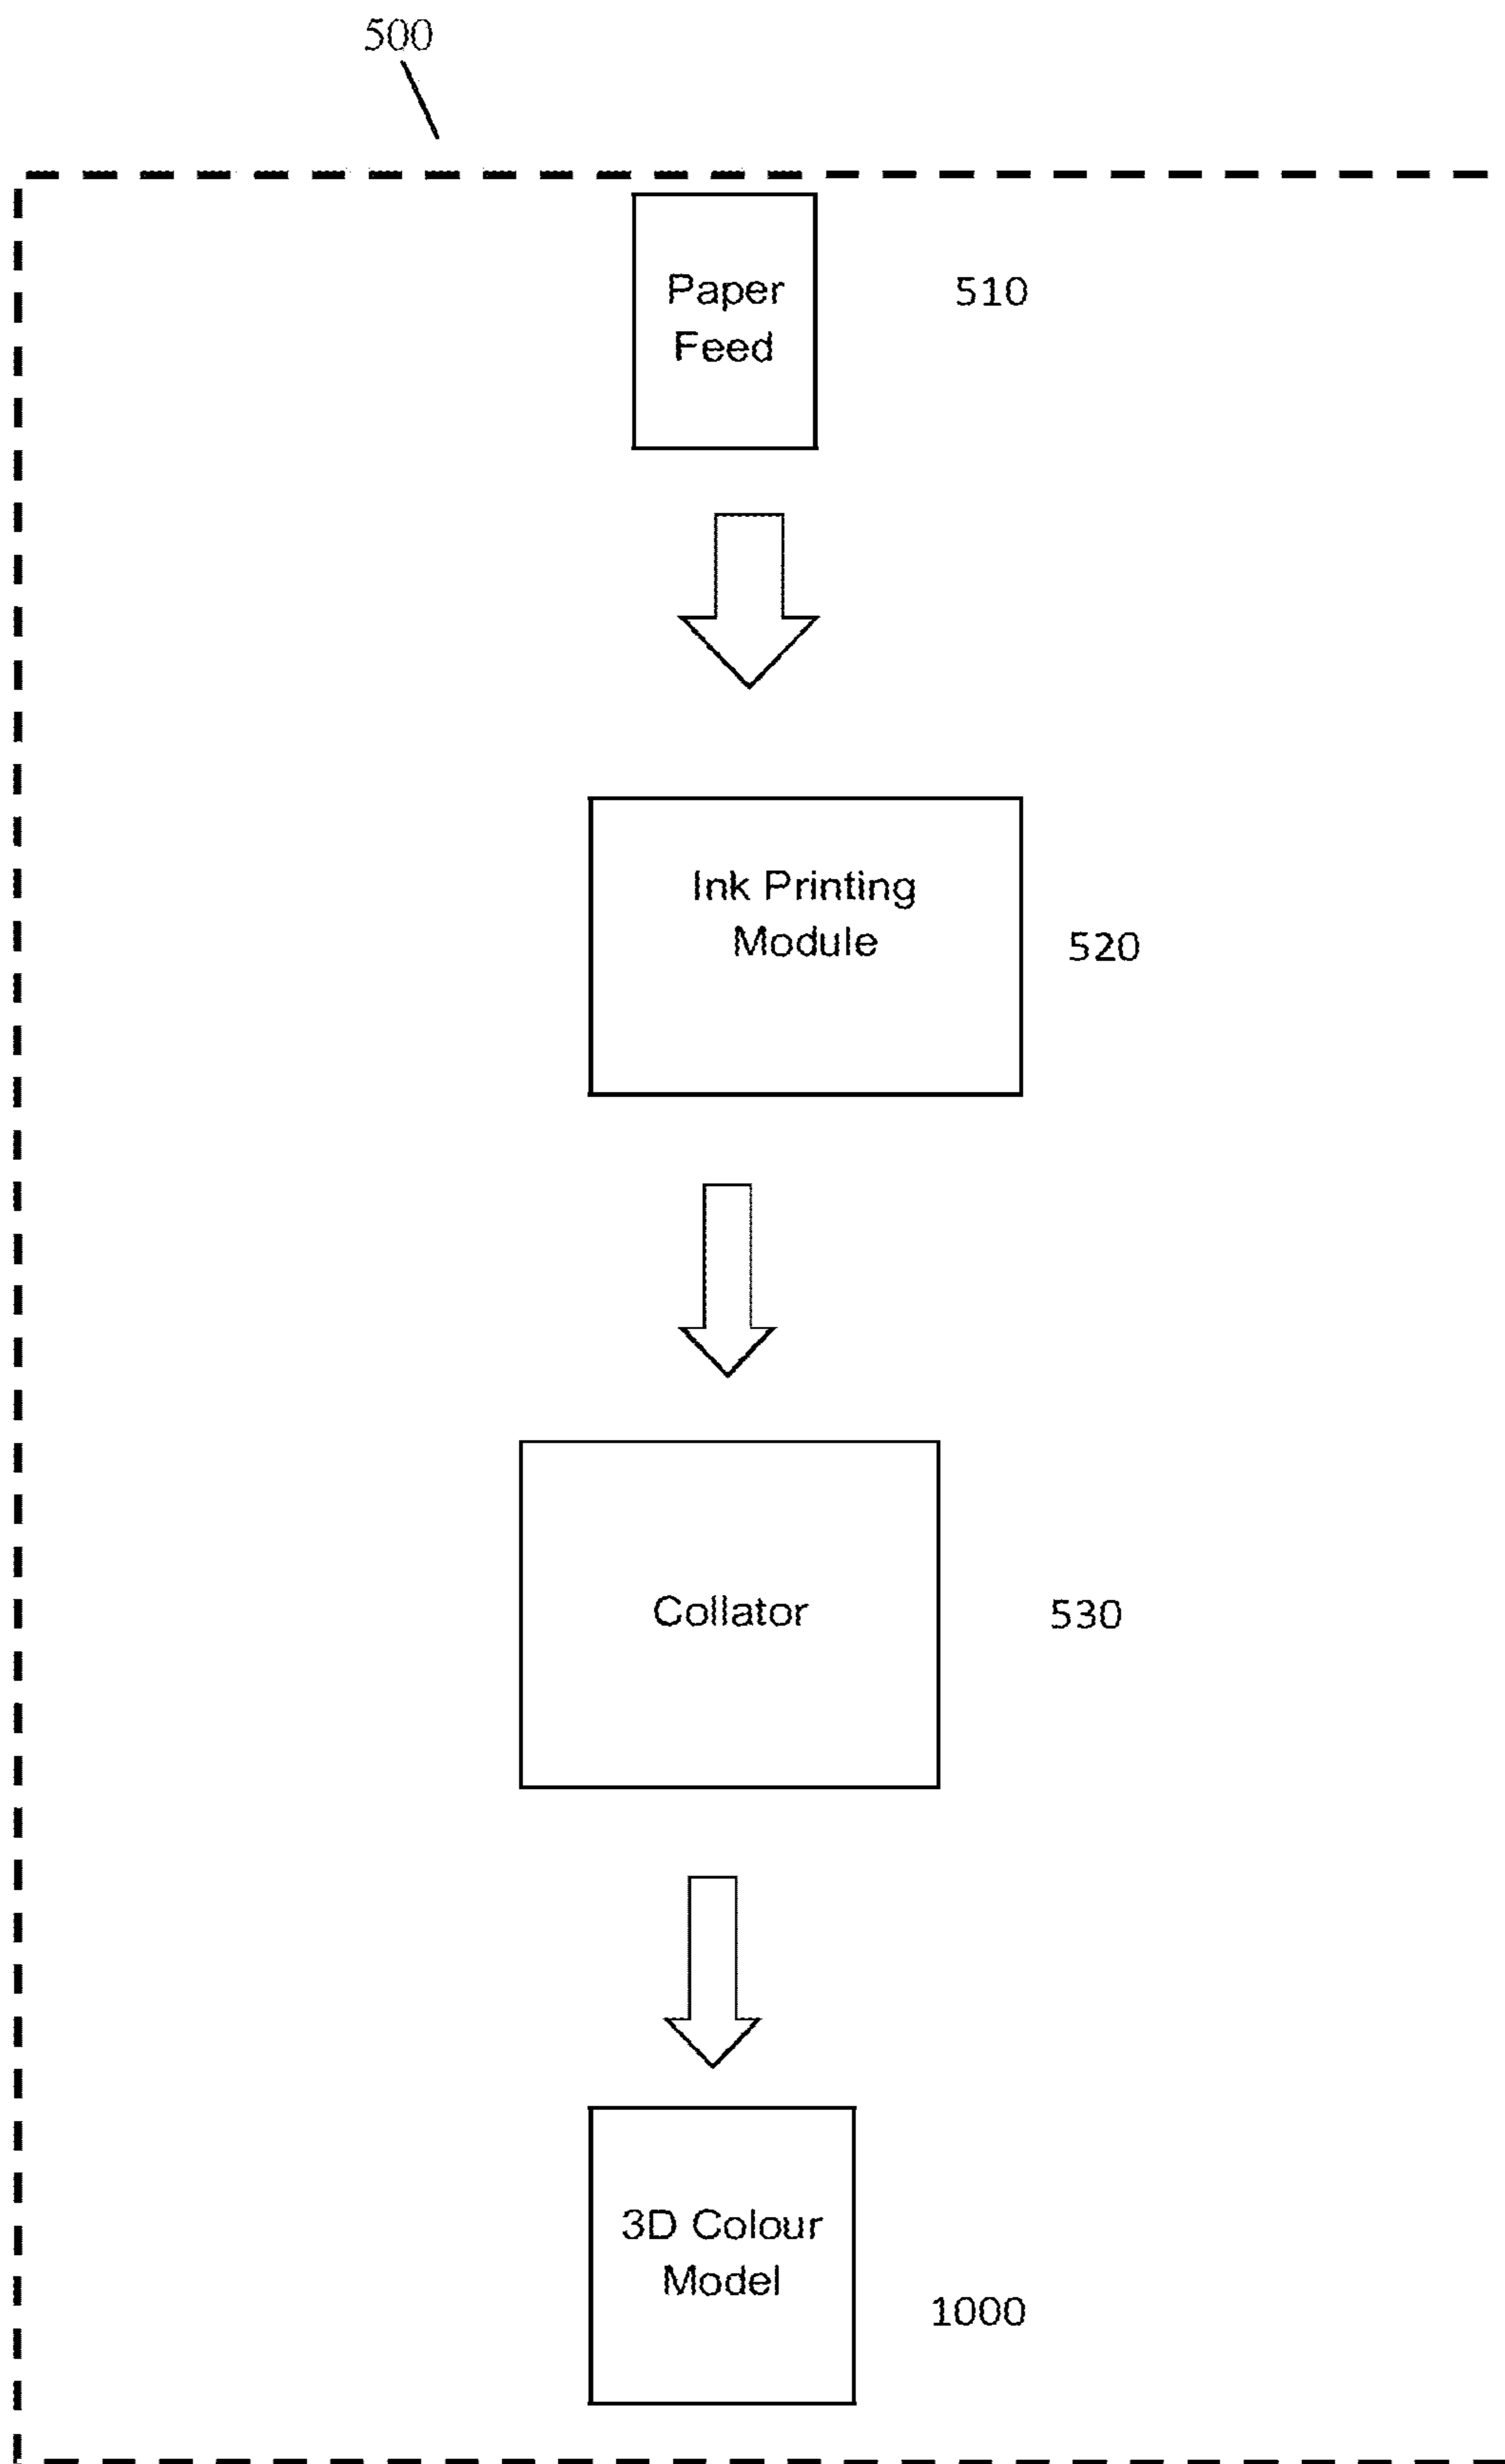 500
Paper
Feed
510
Ink Printing
Module
520
Collator
530
3D Colour
Model
1000